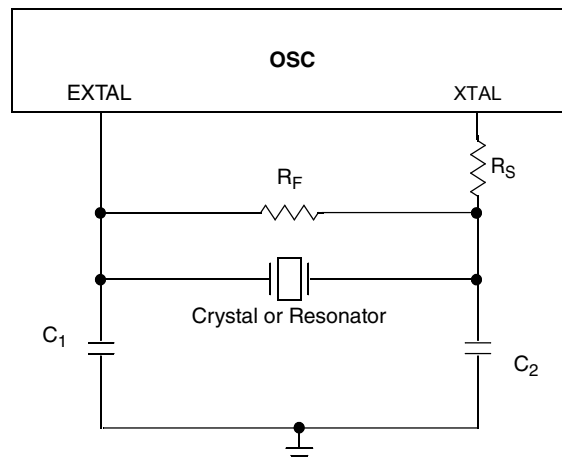 OSC
EXTAL
XTAL
R_F
R_S
Crystal or Resonator
C_1
C_2